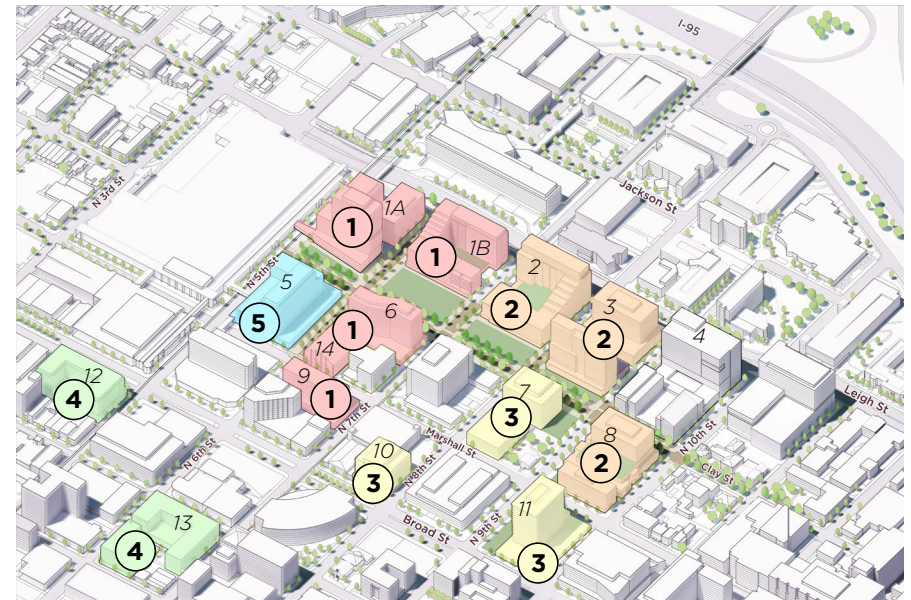 I-95
N 3rd St
Jackson St
1A
1
1B
1
N 5th St
5
5
2
2
3
2
6
1
14
4
9
1
N 7th St
12
4
7
3
Leigh St
Marshall St
N 6th St
10
3
N 8th St
8
2
N 10th St
Clay St
11
3
N 9th St
Broad St
13
4